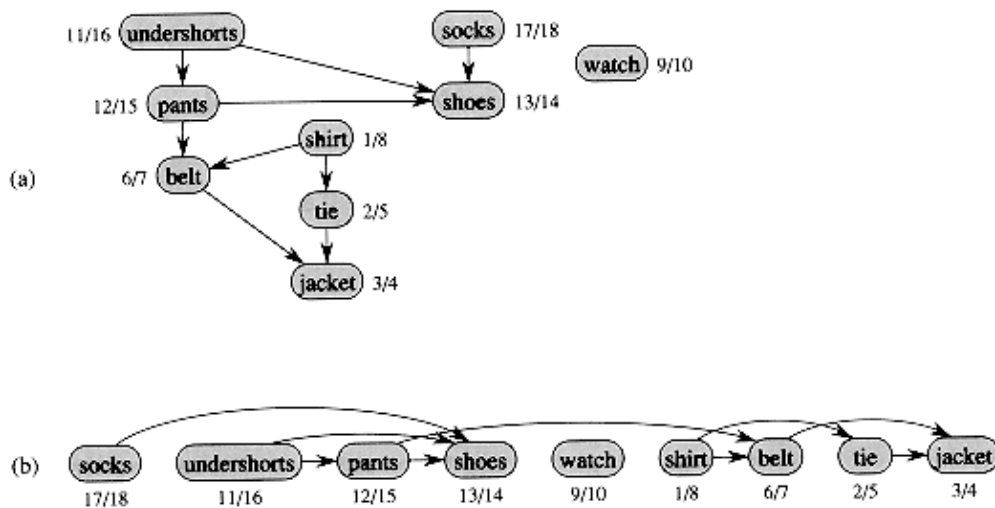 11/16 undershorts socks 17/18
watch 9/10
12/15 pants shoes 13/14
shirt 1/8
(a) 6/7 belt
tie 2/5
jacket 3/4
(b) socks undershorts pants shoes watch shirt belt tie jacket
17/18 11/16 12/15 13/14 9/10 1/8 6/7 2/5 3/4